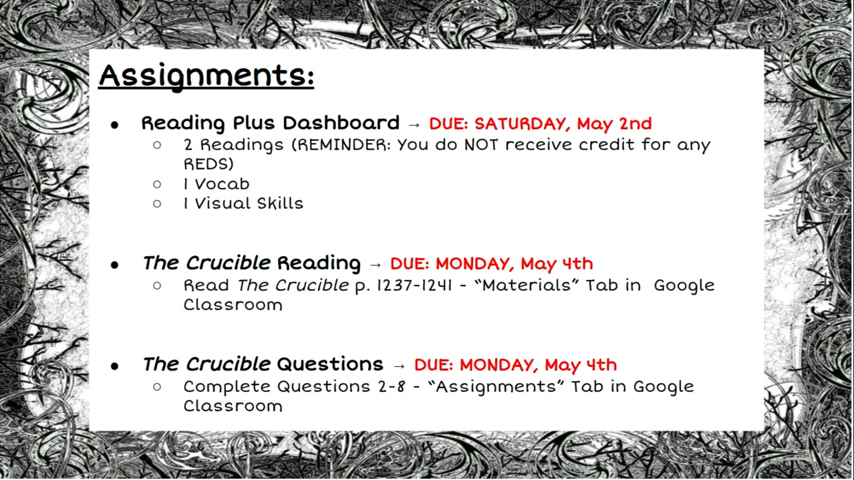 Assignments:
● Reading Plus Dashboard → DUE: SATURDAY, May 2nd
○ 2 Readings (REMINDER: You do NOT receive credit for any
REDS)
○ 1 Vocab
○ 1 Visual Skills
● The Crucible Reading → DUE: MONDAY, May 4th
○ Read The Crucible p. 1237-1241 - “Materials” Tab in Google
Classroom
● The Crucible Questions → DUE: MONDAY, May 4th
○ Complete Questions 2-8 - “Assignments” Tab in Google
Classroom